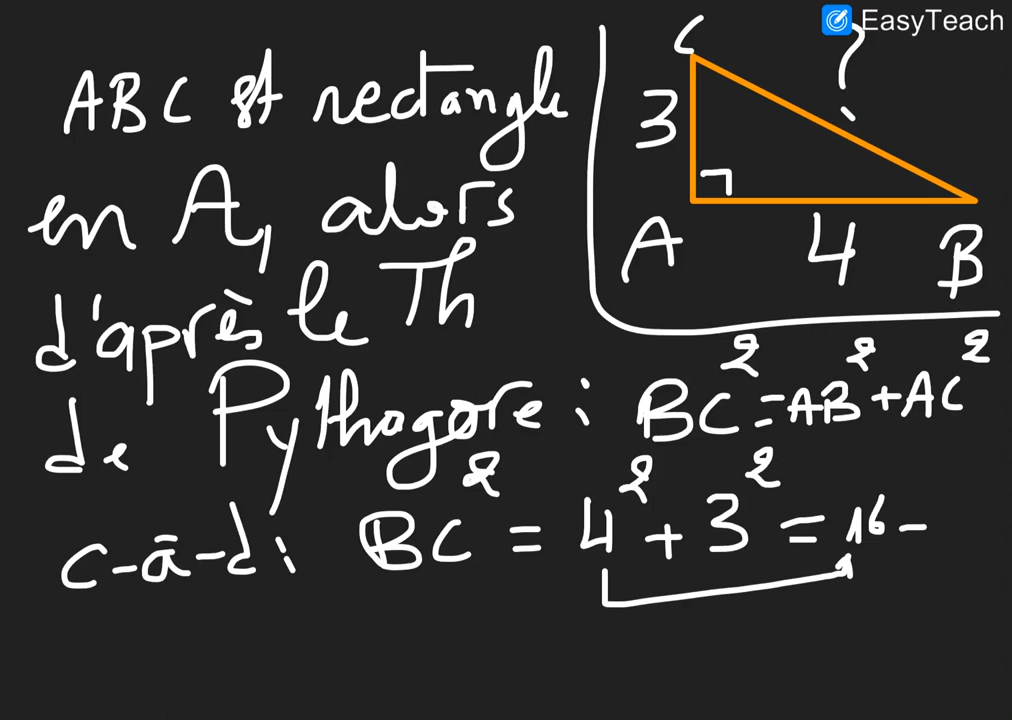 EasyTeach
ABC est rectangle
en A, alors
d'après le Th
de Pythogore : BC² = AB² + AC²
c-à-d: BC² = 4² + 3² = 16 -
C
?
3
A
4
B